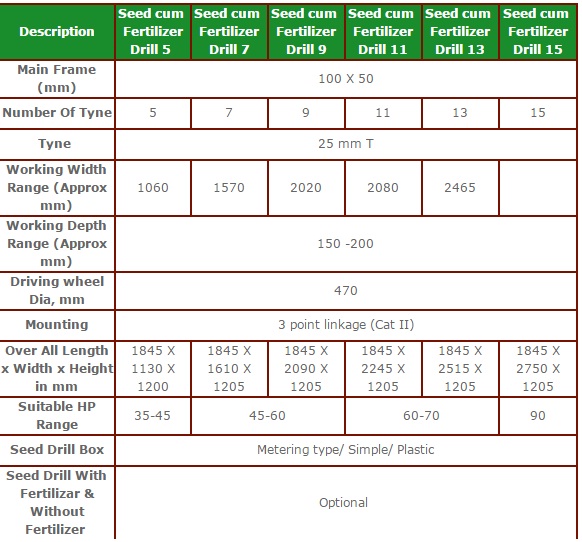 Description
Seed cum
Fertilizer
Drill 5
Seed cum
Fertilizer
Drill 7
Seed cum
Fertilizer
Drill 9
Seed cum
Fertilizer
Drill 11
Seed cum
Fertilizer
Drill 13
Seed cum
Fertilizer
Drill 15
Main Frame
(mm)
100 X 50
Number Of Tyne
5
7
9
11
13
15
Tyne
25 mm T
Working Width
Range (Approx
mm)
1060
1570
2020
2080
2465
Working Depth
Range (Approx
mm)
150 -200
Driving wheel
Dia, mm
470
Mounting
3 point linkage (Cat II)
Over All Length
x Width x Height
in mm
1845 X
1130 X
1200
1845 X
1610 X
1205
1845 X
2090 X
1205
1845 X
2245 X
1205
1845 X
2515 X
1205
1845 X
2750 X
1205
Suitable HP
Range
35-45
45-60
60-70
90
Seed Drill Box
Metering type/ Simple/ Plastic
Seed Drill With
Fertilizar &
Without
Fertilizer
Optional